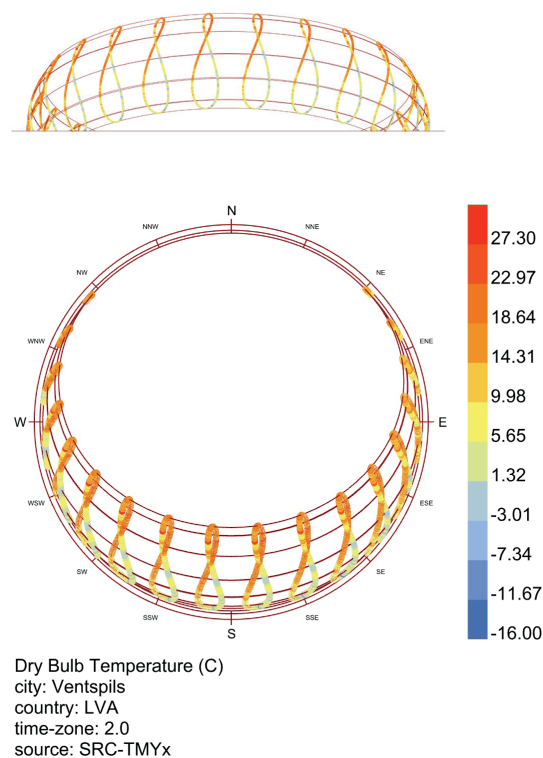 N
NNW
NNE
NW
NE
WNW
ENE
W
E
WSW
ESE
SW
SE
SSW
SSE
S
27.30
22.97
18.64
14.31
9.98
5.65
1.32
-3.01
-7.34
-11.67
-16.00
Dry Bulb Temperature (C)
city: Ventspils
country: LVA
time-zone: 2.0
source: SRC-TMYx